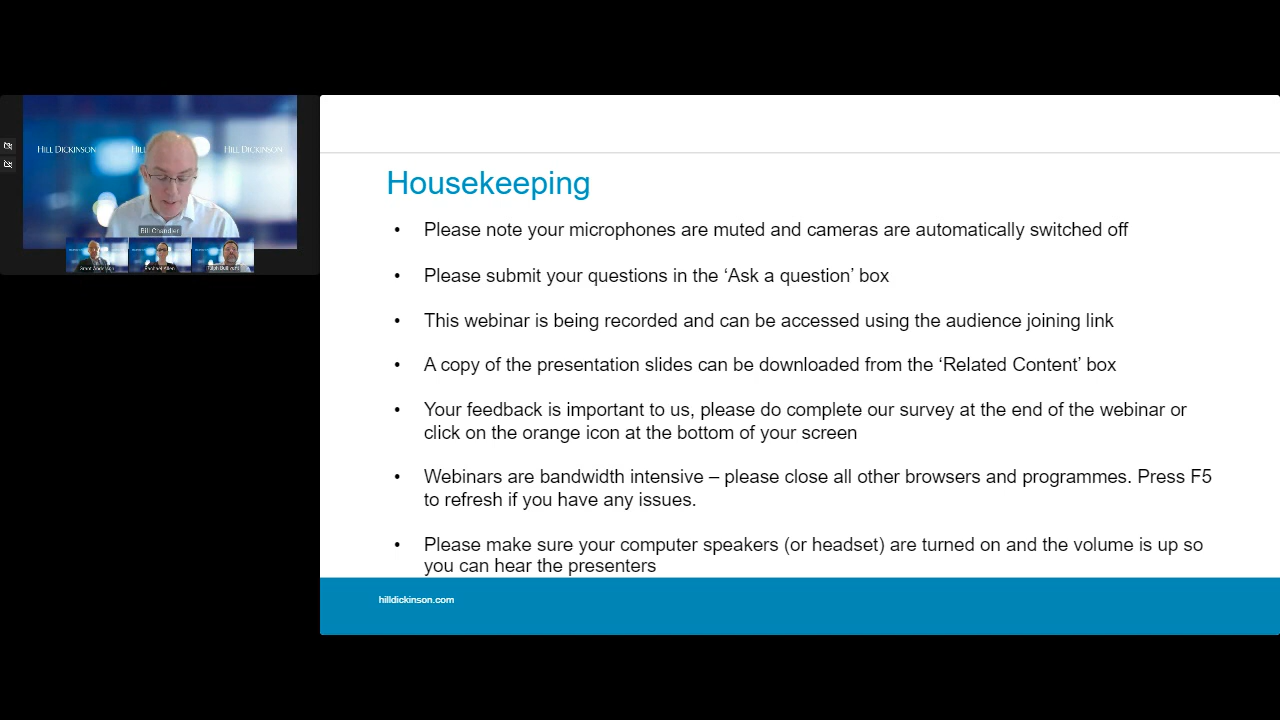 HILL DICKINSON
HILL
HILL DICKINSON
Bill Chandler
Grant Anderson
Rachael Allen
Housekeeping
• Please note your microphones are muted and cameras are automatically switched off
• Please submit your questions in the ‘Ask a question’ box
• This webinar is being recorded and can be accessed using the audience joining link
• A copy of the presentation slides can be downloaded from the ‘Related Content’ box
• Your feedback is important to us, please do complete our survey at the end of the webinar or
click on the orange icon at the bottom of your screen
• Webinars are bandwidth intensive – please close all other browsers and programmes. Press F5
to refresh if you have any issues.
• Please make sure your computer speakers (or headset) are turned on and the volume is up so
you can hear the presenters
hilldickinson.com